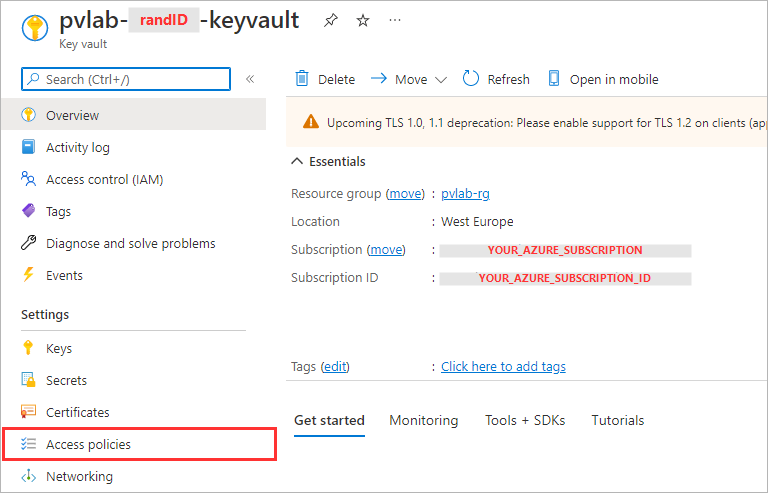 pvlab- randID -keyvault
Key vault
Search (Ctrl+/)
Overview
Activity log
Access control (IAM)
Tags
Diagnose and solve problems
Events
Settings
Keys
Secrets
Certificates
Access policies
Networking
Delete Move Refresh Open in mobile
Upcoming TLS 1.0, 1.1 deprecation: Please enable support for TLS 1.2 on clients (app
Essentials
Resource group (move) : pvlab-rg
Location : West Europe
Subscription (move) : YOUR_AZURE_SUBSCRIPTION
Subscription ID : YOUR_AZURE_SUBSCRIPTION_ID
Tags (edit) : Click here to add tags
Get started Monitoring Tools + SDKs Tutorials